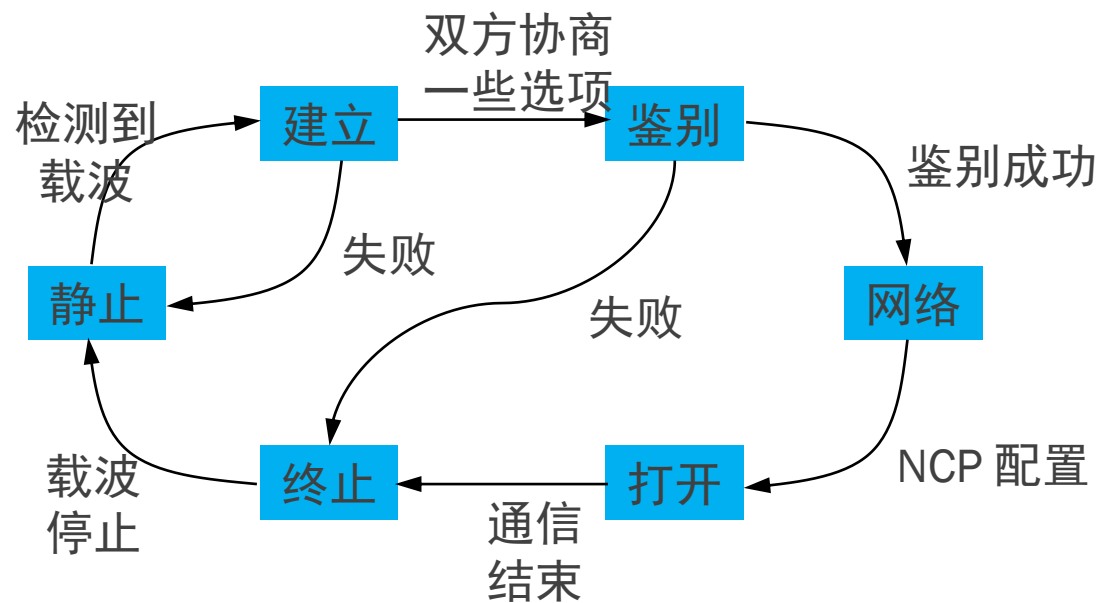 双方协商
一些选项
检测到
载波
建立
鉴别
鉴别成功
失败
静止
失败
网络
载波
停止
终止
打开
NCP 配置
通信
结束